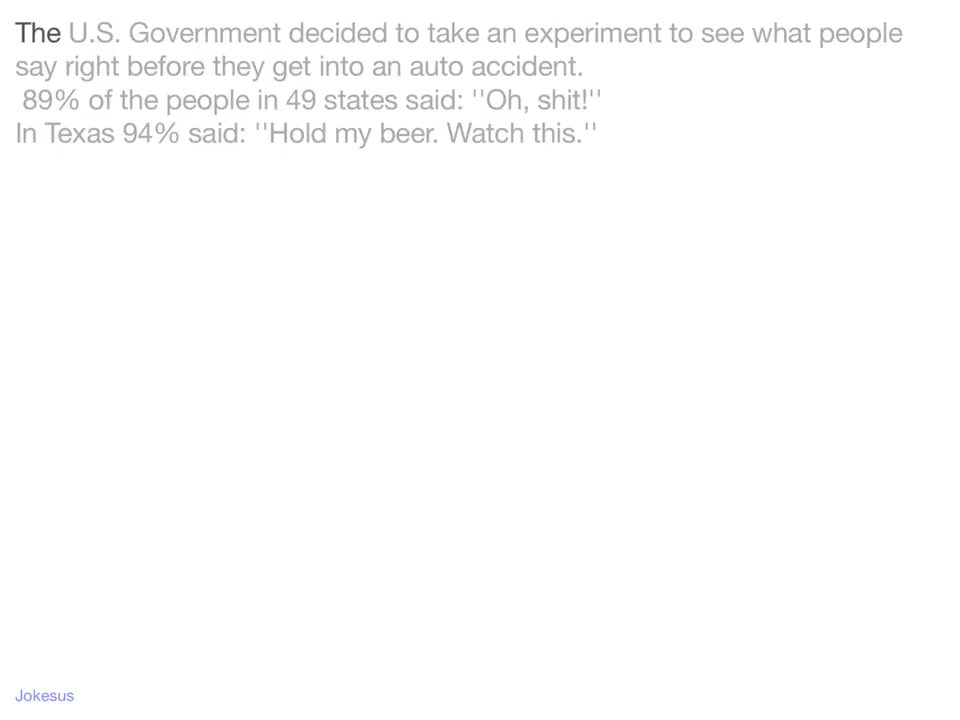 The U.S. Government decided to take an experiment to see what people
say right before they get into an auto accident.
89% of the people in 49 states said: ''Oh, shit!''
In Texas 94% said: ''Hold my beer. Watch this.''
Jokesus